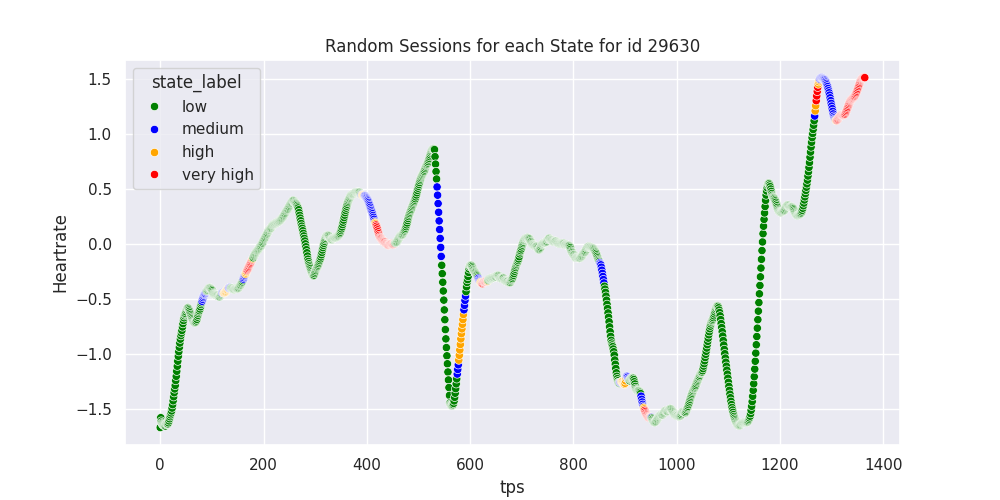 Random Sessions for each State for id 29630
state_label
low
medium
high
very high
1.5
1.0
0.5
0.0
−0.5
−1.0
−1.5
Heartrate
0 200 400 600 800 1000 1200 1400
tps